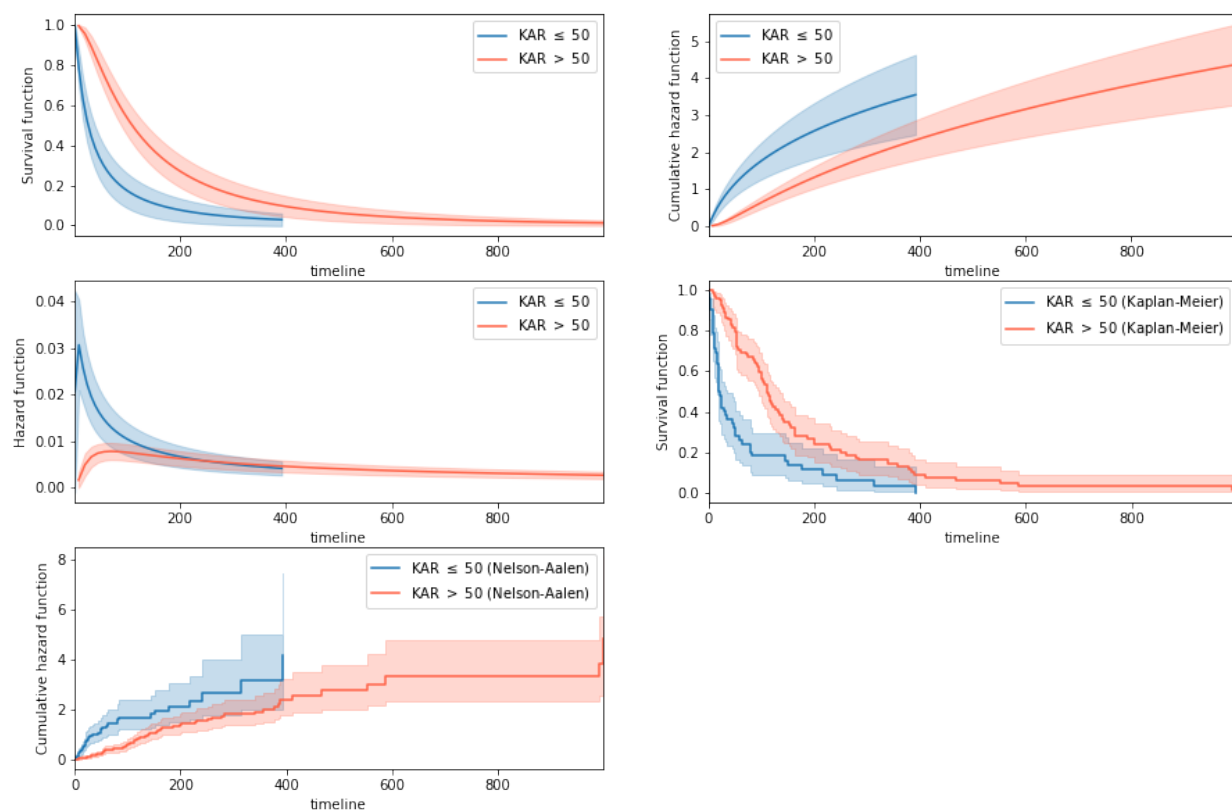 1.0
0.8
0.6
0.4
0.2
0.0
Survival function
KAR ≤ 50
KAR > 50
200 400 600 800
timeline
5
4
3
2
1
0
Cumulative hazard function
KAR ≤ 50
KAR > 50
200 400 600 800
timeline
0.04
0.03
0.02
0.01
0.00
Hazard function
KAR ≤ 50
KAR > 50
200 400 600 800
timeline
1.0
0.8
0.6
0.4
0.2
0.0
Survival function
KAR ≤ 50 (Kaplan-Meier)
KAR > 50 (Kaplan-Meier)
0 200 400 600 800
timeline
8
6
4
2
0
Cumulative hazard function
KAR ≤ 50 (Nelson-Aalen)
KAR > 50 (Nelson-Aalen)
0 200 400 600 800
timeline